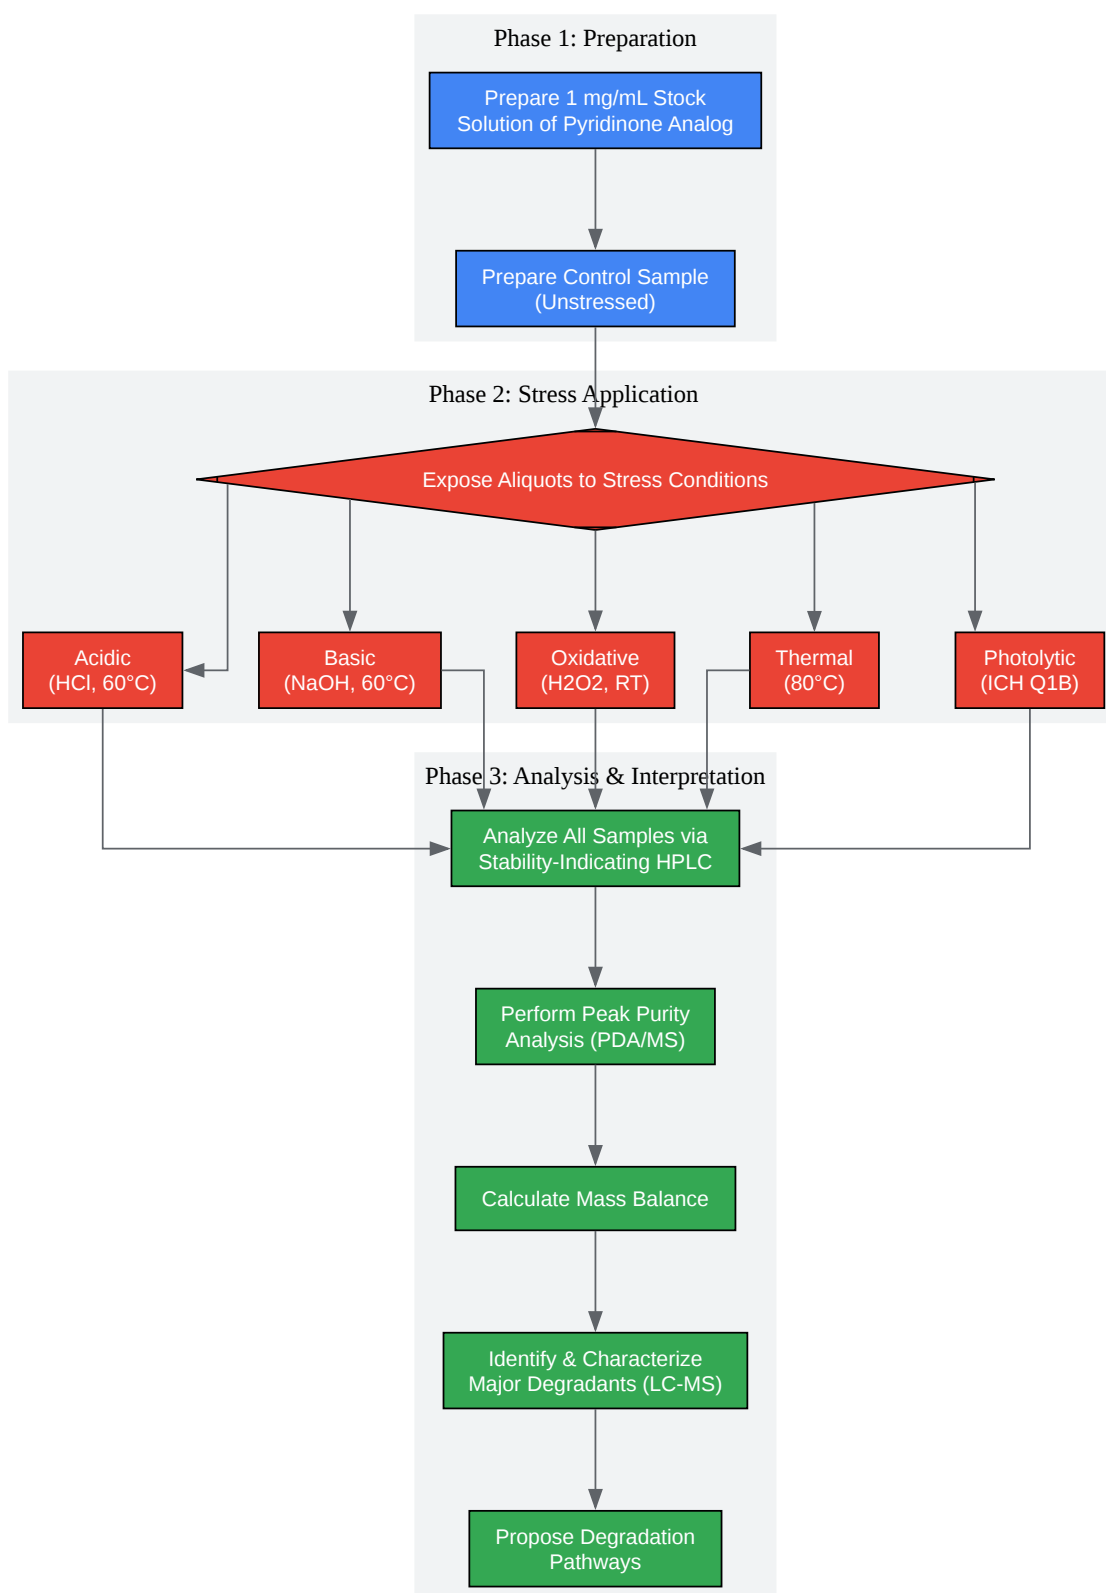 Phase 1: Preparation
Prepare 1 mg/mL Stock
Solution of Pyridinone Analog
Prepare Control Sample
(Unstressed)
Phase 2: Stress Application
Expose Aliquots to Stress Conditions
Acidic
(HCl, 60°C)
Basic
(NaOH, 60°C)
Oxidative
(H2O2, RT)
Thermal
(80°C)
Photolytic
(ICH Q1B)
Phase 3: Analysis & Interpretation
Analyze All Samples via
Stability-Indicating HPLC
Perform Peak Purity
Analysis (PDA/MS)
Calculate Mass Balance
Identify & Characterize
Major Degradants (LC-MS)
Propose Degradation
Pathways